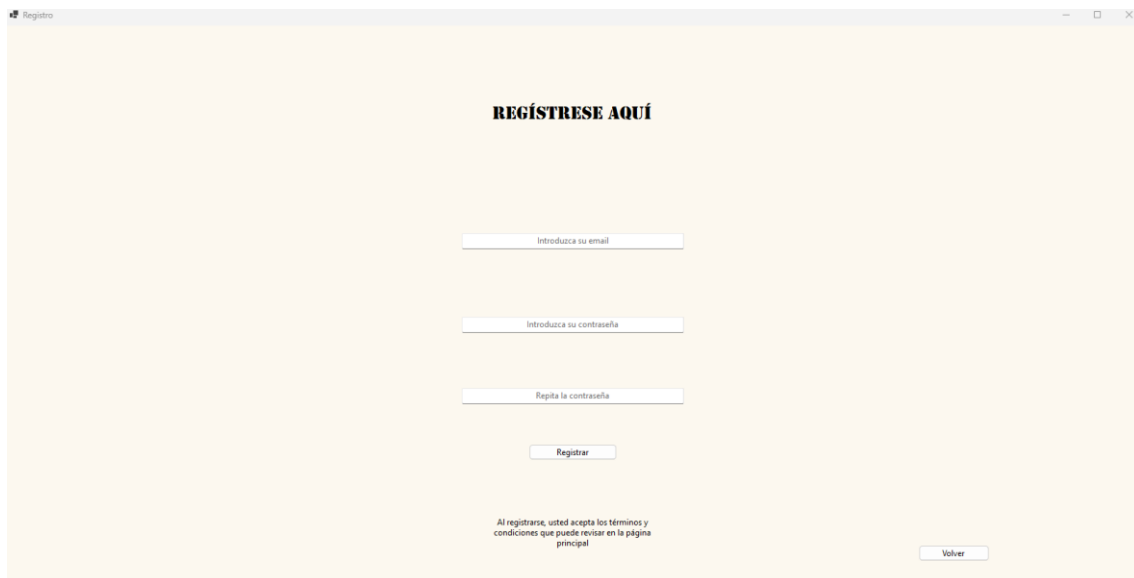 Registro
REGÍSTRESE AQUÍ
Introduzca su email
Introduzca su contraseña
Repita la contraseña
Registrar
Al registrarse, usted acepta los términos y
condiciones que puede revisar en la página
principal
Volver